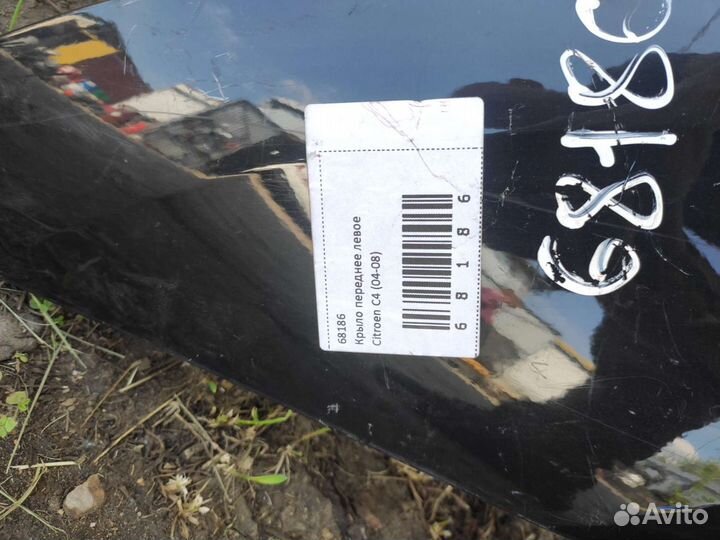 68186
Крыло переднее левое
Citroen C4 (04-08)
6 8 1 8 6
68186
Avito